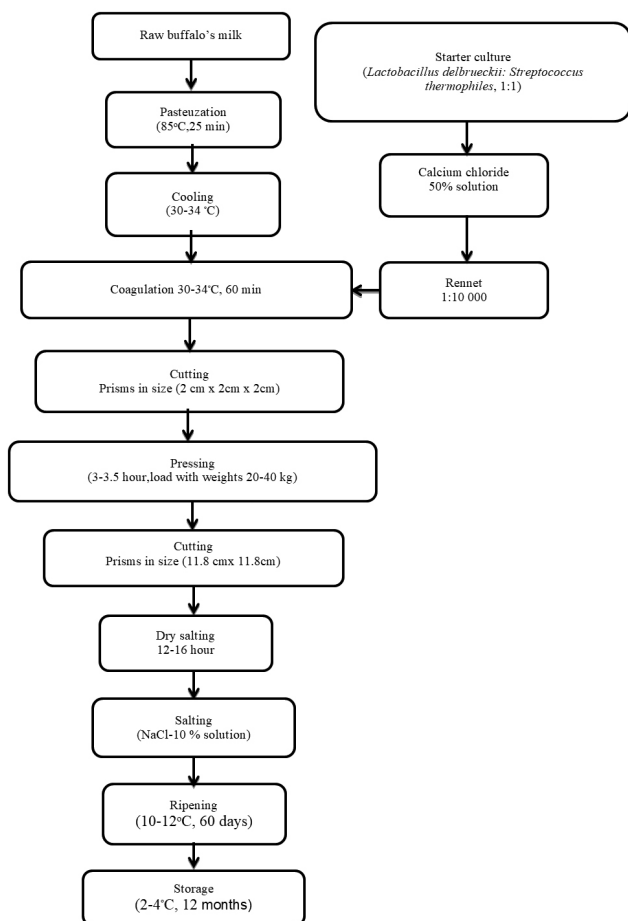 Raw buffalo's milk
Starter culture
(Lactobacillus delbrueckii: Streptococcus
thermophiles, 1:1)
Pasteuzation
(85°C,25 min)
Calcium chloride
50% solution
Cooling
(30-34 °C)
Coagulation 30-34°C, 60 min
Rennet
1:10 000
Cutting
Prisms in size (2 cm x 2cm x 2cm)
Pressing
(3-3.5 hour,load with weights 20-40 kg)
Cutting
Prisms in size (11.8 cmx 11.8cm)
Dry salting
12-16 hour
Salting
(NaCl-10 % solution)
Ripening
(10-12°C, 60 days)
Storage
(2-4°C, 12 months)